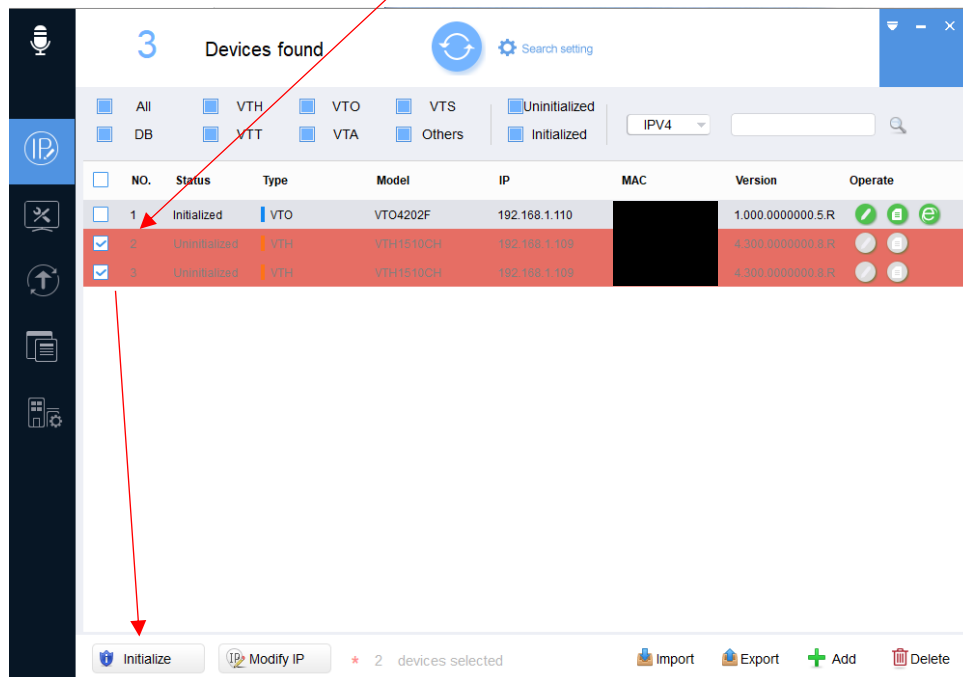 3 Devices found Search setting
All VTH VTO VTS Uninitialized
DB VTT VTA Others Initialized
IPV4
NO. Status Type Model IP MAC Version Operate
1 Initialized VTO VTO4202F 192.168.1.110 1.000.0000000.5.R
2 Uninitialized VTH VTH1510CH 192.168.1.109 4.300.0000000.8.R
3 Uninitialized VTH VTH1510CH 192.168.1.109 4.300.0000000.8.R
Initialize IP Modify IP * 2 devices selected Import Export Add Delete
IP